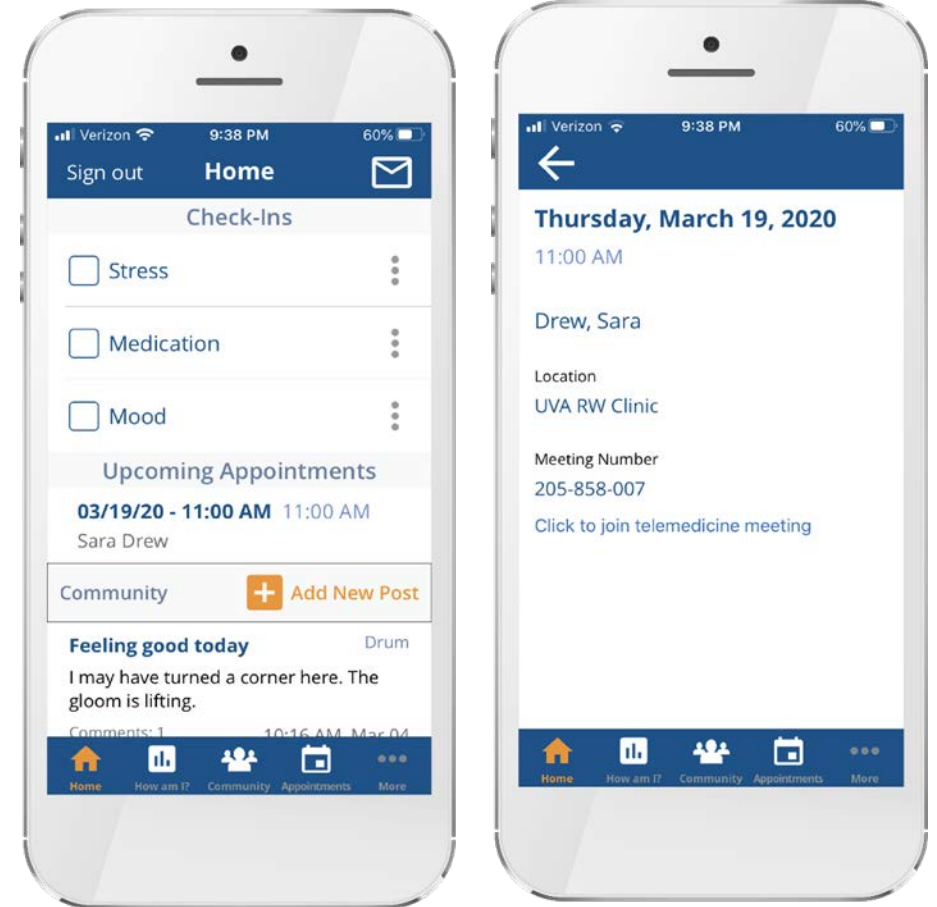 Verizon 9:38 PM 60%
Sign out Home
Check-Ins
Stress
Medication
Mood
Upcoming Appointments
03/19/20 - 11:00 AM 11:00 AM
Sara Drew
Community Add New Post
Feeling good today Drum
I may have turned a corner here. The
gloom is lifting.
Comments: 1 10:16 AM, Mar 04
Home How am I? Community Appointments More
Verizon 9:38 PM 60%
Thursday, March 19, 2020
11:00 AM
Drew, Sara
Location
UVA RW Clinic
Meeting Number
205-858-007
Click to join telemedicine meeting
Home How am I? Community Appointments More